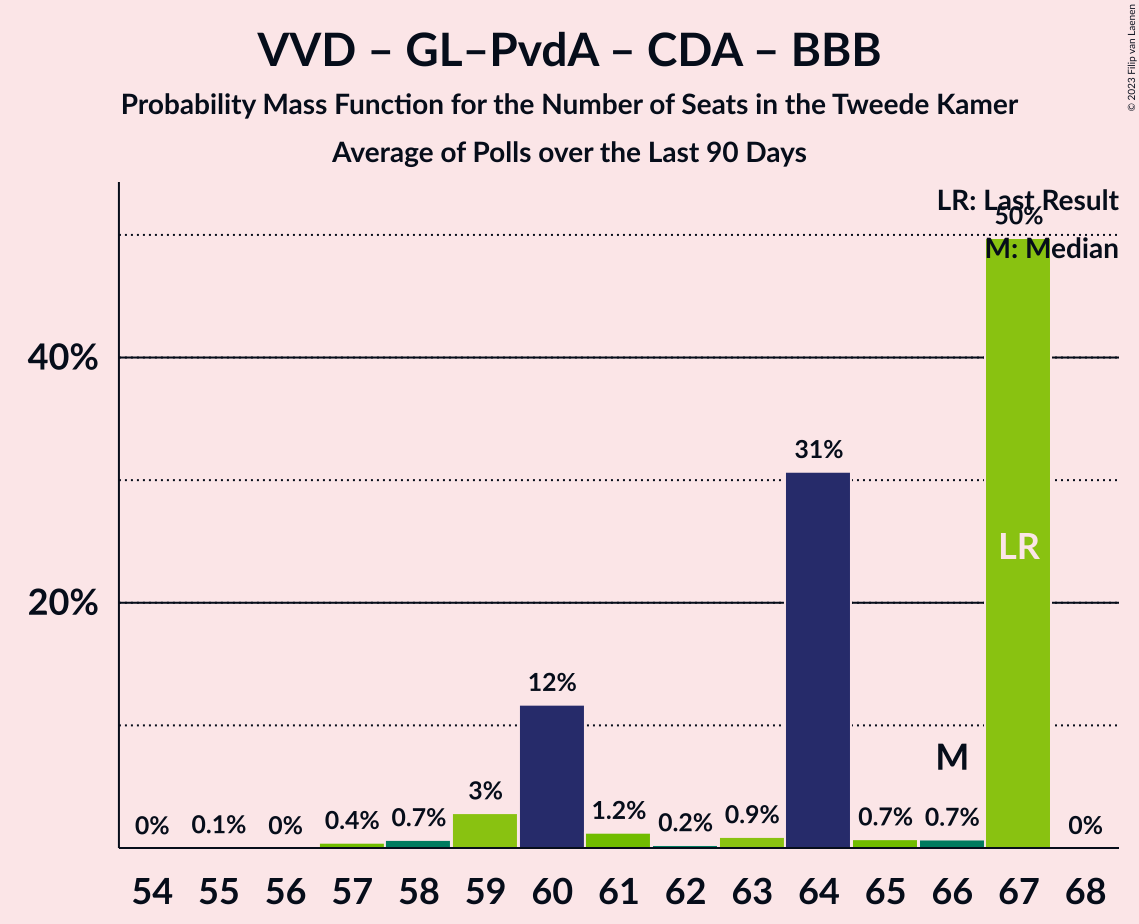 VVD – GL–PvdA – CDA – BBB
Probability Mass Function for the Number of Seats in the Tweede Kamer
Average of Polls over the Last 90 Days
© 2023 Filip van Laenen
LR: Last Result
M: Median
50%
40%
31%
LR
20%
12%
M
3%
0% 0.1% 0% 0.4% 0.7% 1.2% 0.2% 0.9% 0.7% 0.7% 0%
54 55 56 57 58 59 60 61 62 63 64 65 66 67 68